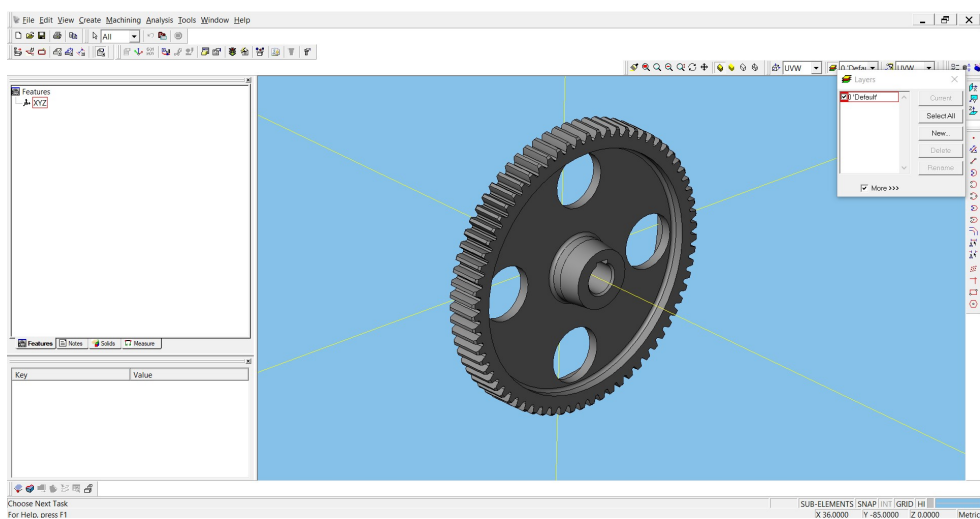 File Edit View Create Machining Analysis Tools Window Help
All
UVW
0 'Defau
UVW
Features
XYZ
Layers
0 'Default'
Current
Select All
New...
Delete
Rename
More >>>
Features Notes Solids Measure
Key Value
Choose Next Task
SUB-ELEMENTS SNAP INT GRID HI
For Help, press F1
X 36.0000 Y -85.0000 Z 0.0000 Metric